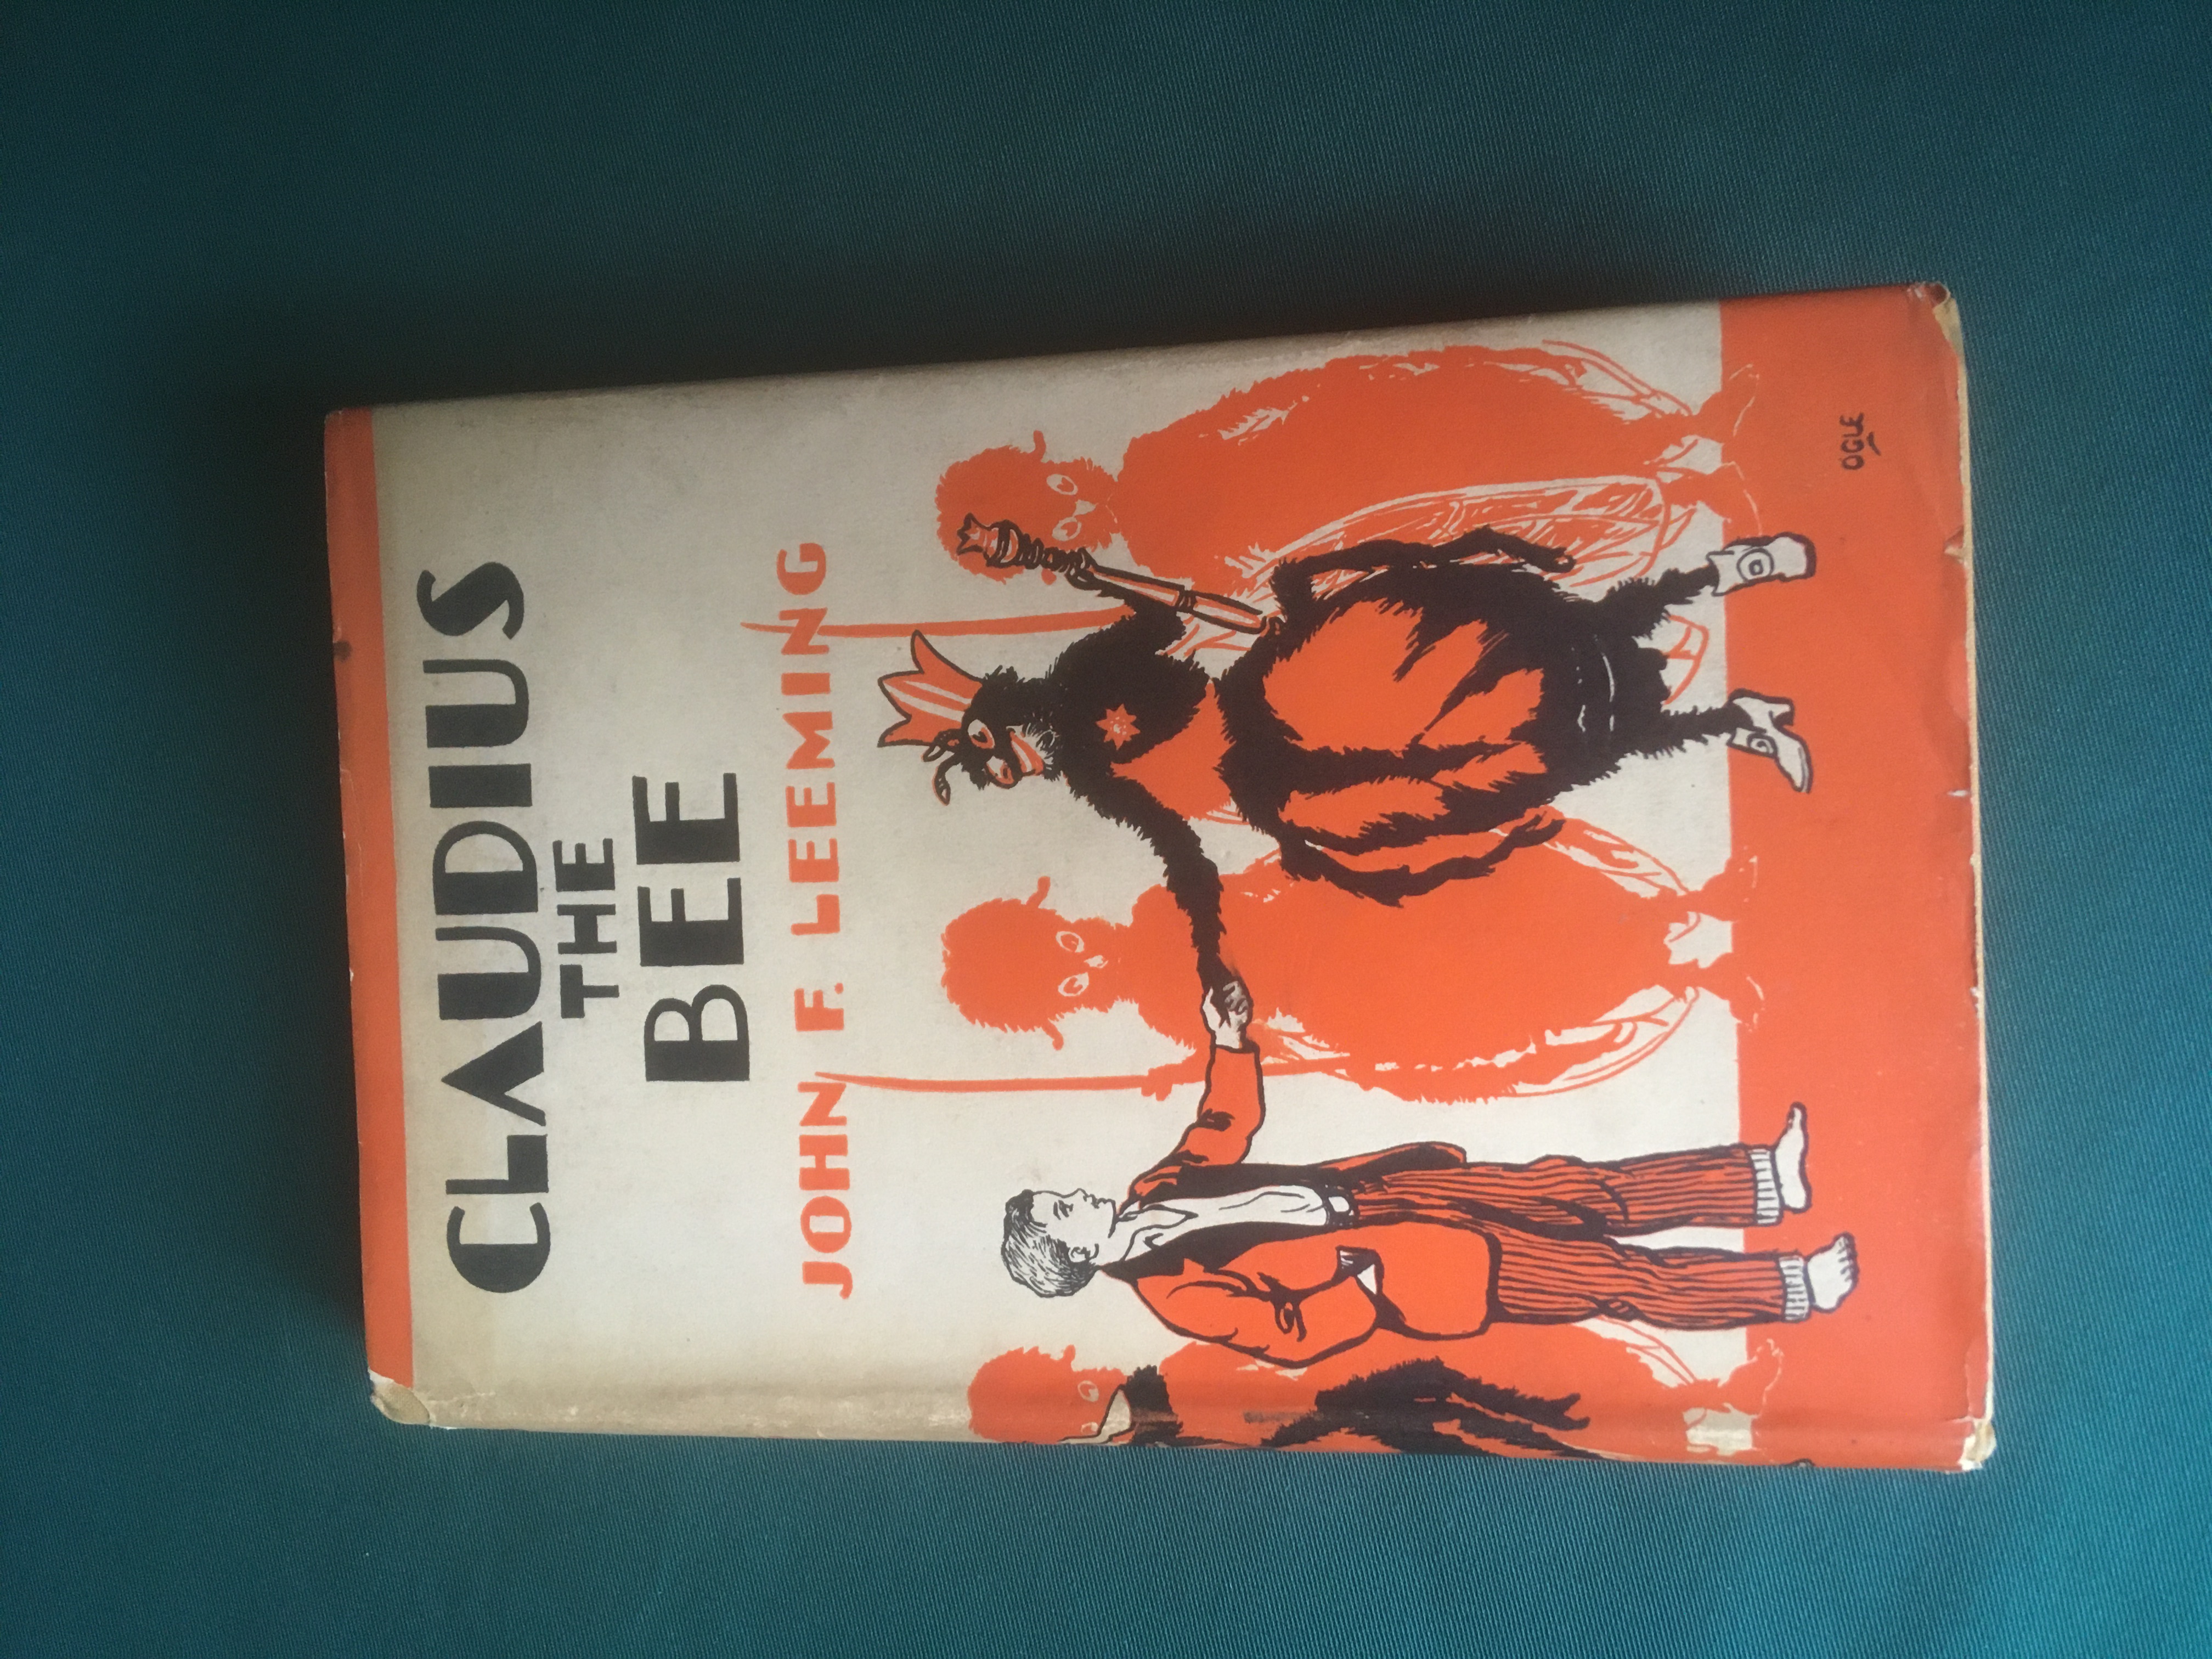 CLAUDIUS
THE
BEE
JOHN F. LEEMING
OGLE